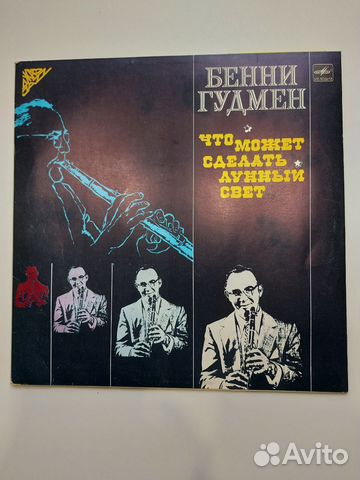 БЕННИ
ГУДМЕН
ЧТО МОЖЕТ
СДЕЛАТЬ
ЛУННЫЙ
СВЕТ
Avito